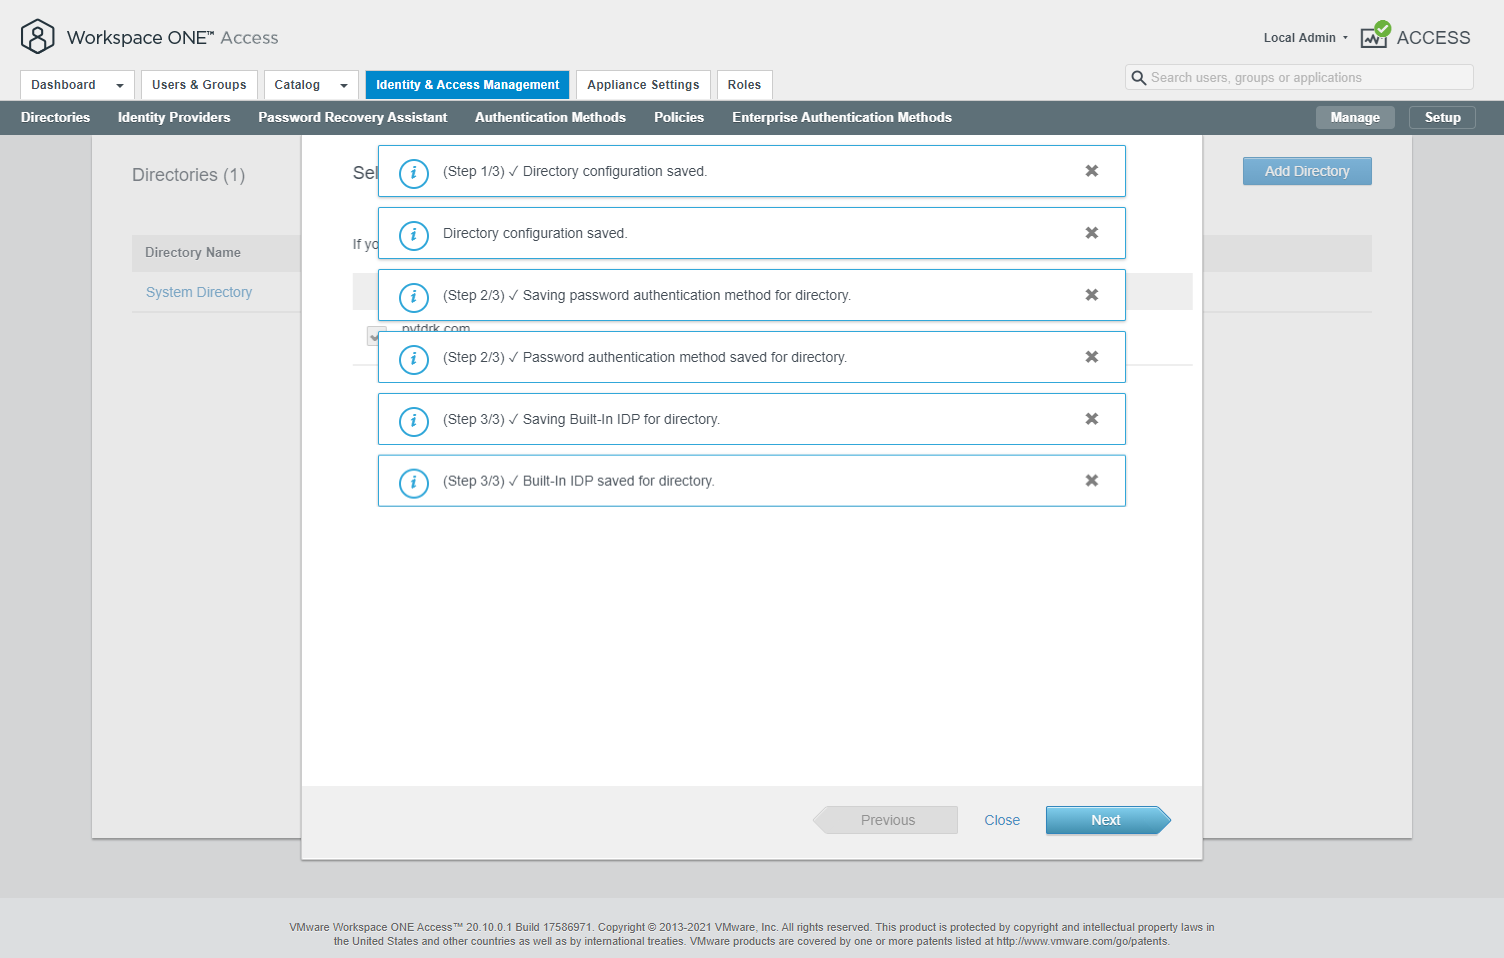 Workspace ONE™ Access
Local Admin
ACCESS
Dashboard
Users & Groups
Catalog
Identity & Access Management
Appliance Settings
Roles
Search users, groups or applications
Directories
Identity Providers
Password Recovery Assistant
Authentication Methods
Policies
Enterprise Authentication Methods
Manage
Setup
Directories (1)
Sel
(Step 1/3) ✓ Directory configuration saved.
Add Directory
If yo
Directory configuration saved.
Directory Name
System Directory
(Step 2/3) ✓ Saving password authentication method for directory.
(Step 2/3) ✓ Password authentication method saved for directory.
(Step 3/3) ✓ Saving Built-In IDP for directory.
(Step 3/3) ✓ Built-In IDP saved for directory.
Previous
Close
Next
VMware Workspace ONE Access™ 20.10.0.1 Build 17586971. Copyright © 2013-2021 VMware, Inc. All rights reserved. This product is protected by copyright and intellectual property laws in
the United States and other countries as well as by international treaties. VMware products are covered by one or more patents listed at http://www.vmware.com/go/patents.